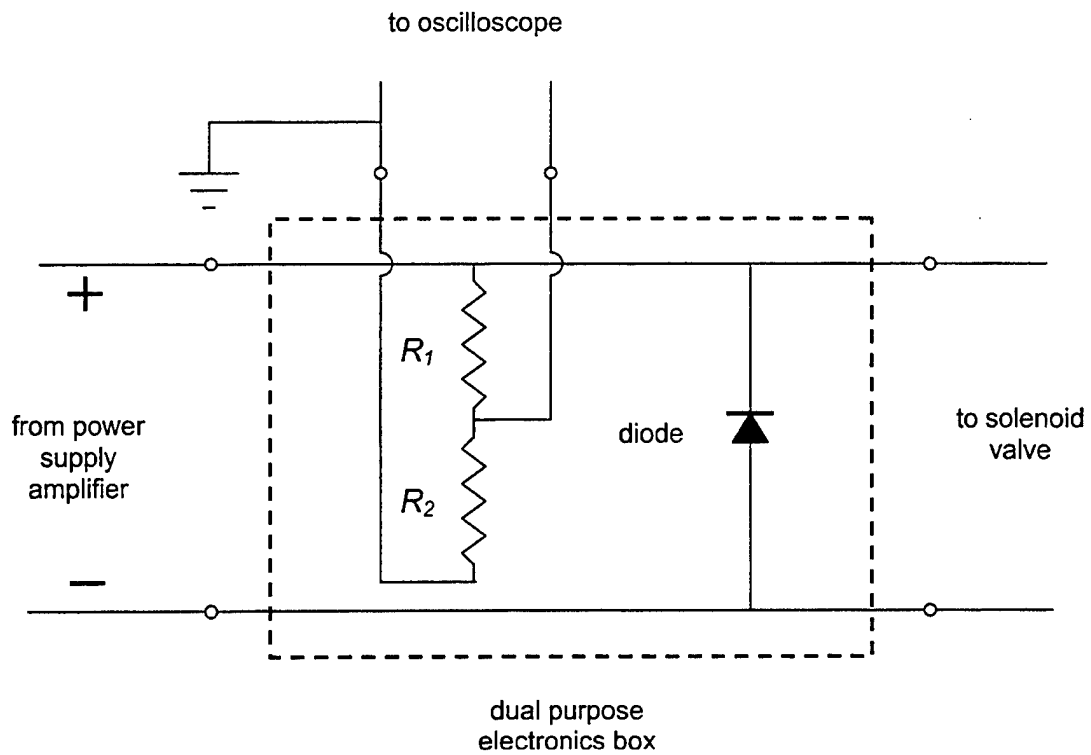 to oscilloscope
+
R1
from power
supply
amplifier
diode
to solenoid
valve
R2
−
dual purpose
electronics box